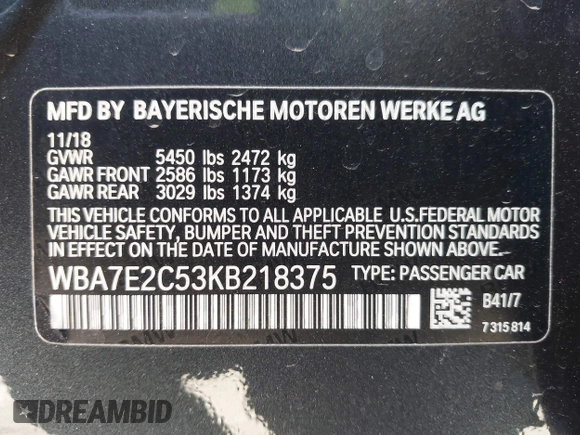 MFD BY BAYERISCHE MOTOREN WERKE AG
11/18
GVWR 5450 lbs 2472 kg
GAWR FRONT 2586 lbs 1173 kg
GAWR REAR 3029 lbs 1374 kg
THIS VEHICLE CONFORMS TO ALL APPLICABLE U.S.FEDERAL MOTOR
VEHICLE SAFETY, BUMPER AND THEFT PREVENTION STANDARDS
IN EFFECT ON THE DATE OF MANUFACTURE SHOWN ABOVE.
WBA7E2C53KB218375 TYPE: PASSENGER CAR
B41/7
7 315 814
DREAMBID